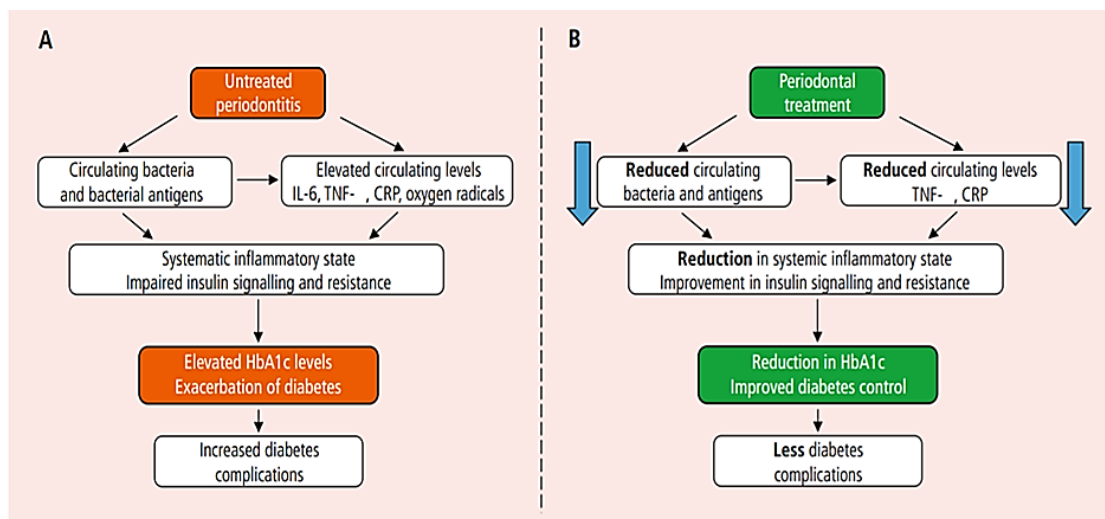 A
Untreated
periodontitis
Circulating bacteria
and bacterial antigens
Elevated circulating levels
IL-6, TNF- , CRP, oxygen radicals
Systematic inflammatory state
Impaired insulin signalling and resistance
Elevated HbA1c levels
Exacerbation of diabetes
Increased diabetes
complications
B
Periodontal
treatment
Reduced circulating
bacteria and antigens
Reduced circulating levels
TNF- , CRP
Reduction in systemic inflammatory state
Improvement in insulin signalling and resistance
Reduction in HbA1c
Improved diabetes control
Less diabetes
complications